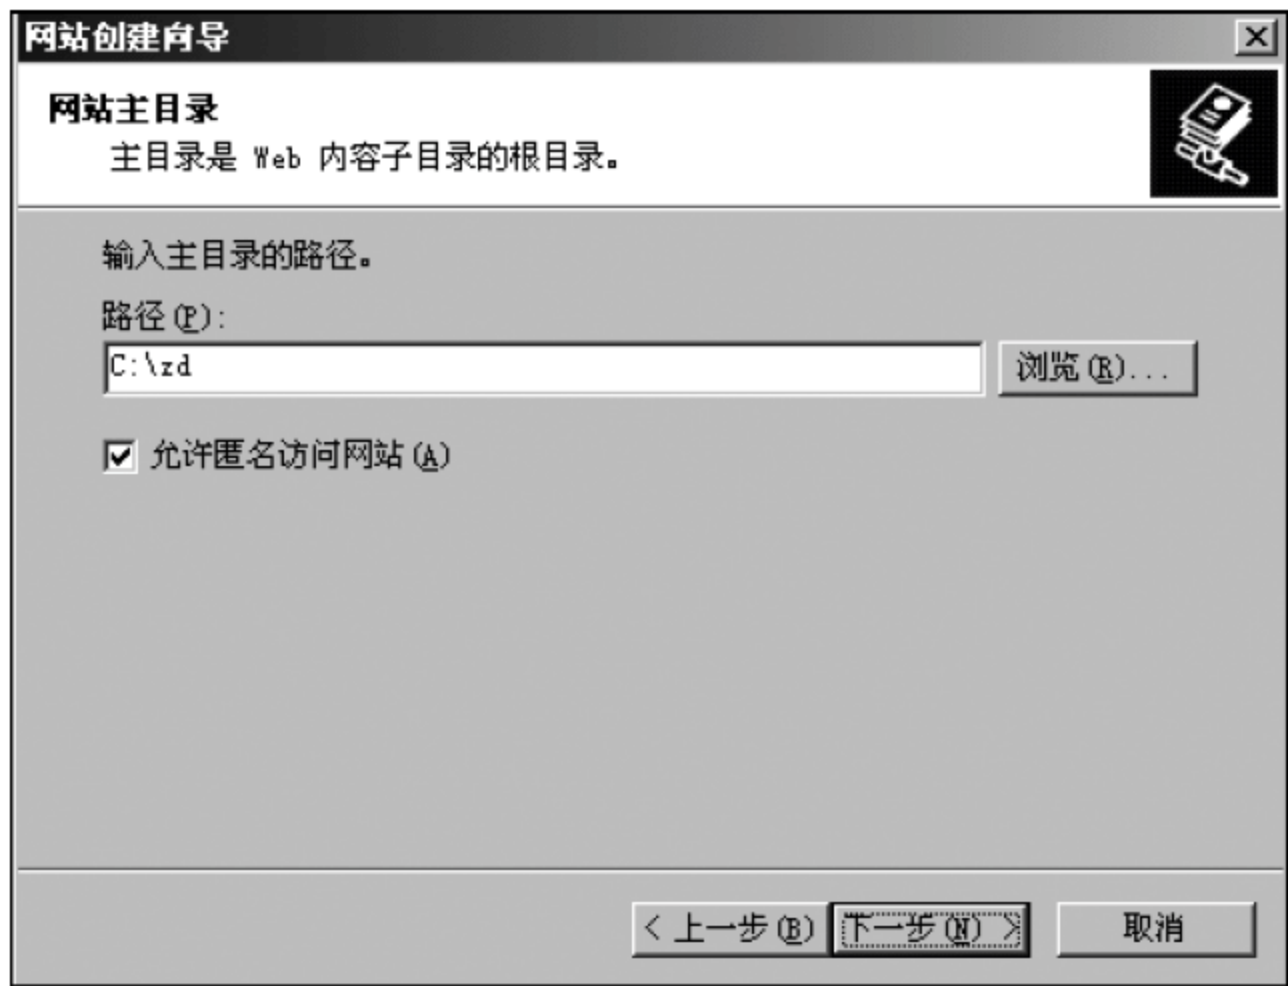 网站创建向导
网站主目录
主目录是 Web 内容子目录的根目录。
输入主目录的路径。
路径(P):
C:\zd
浏览(R)...
允许匿名访问网站(A)
< 上一步(B)
下一步(N) >
取消